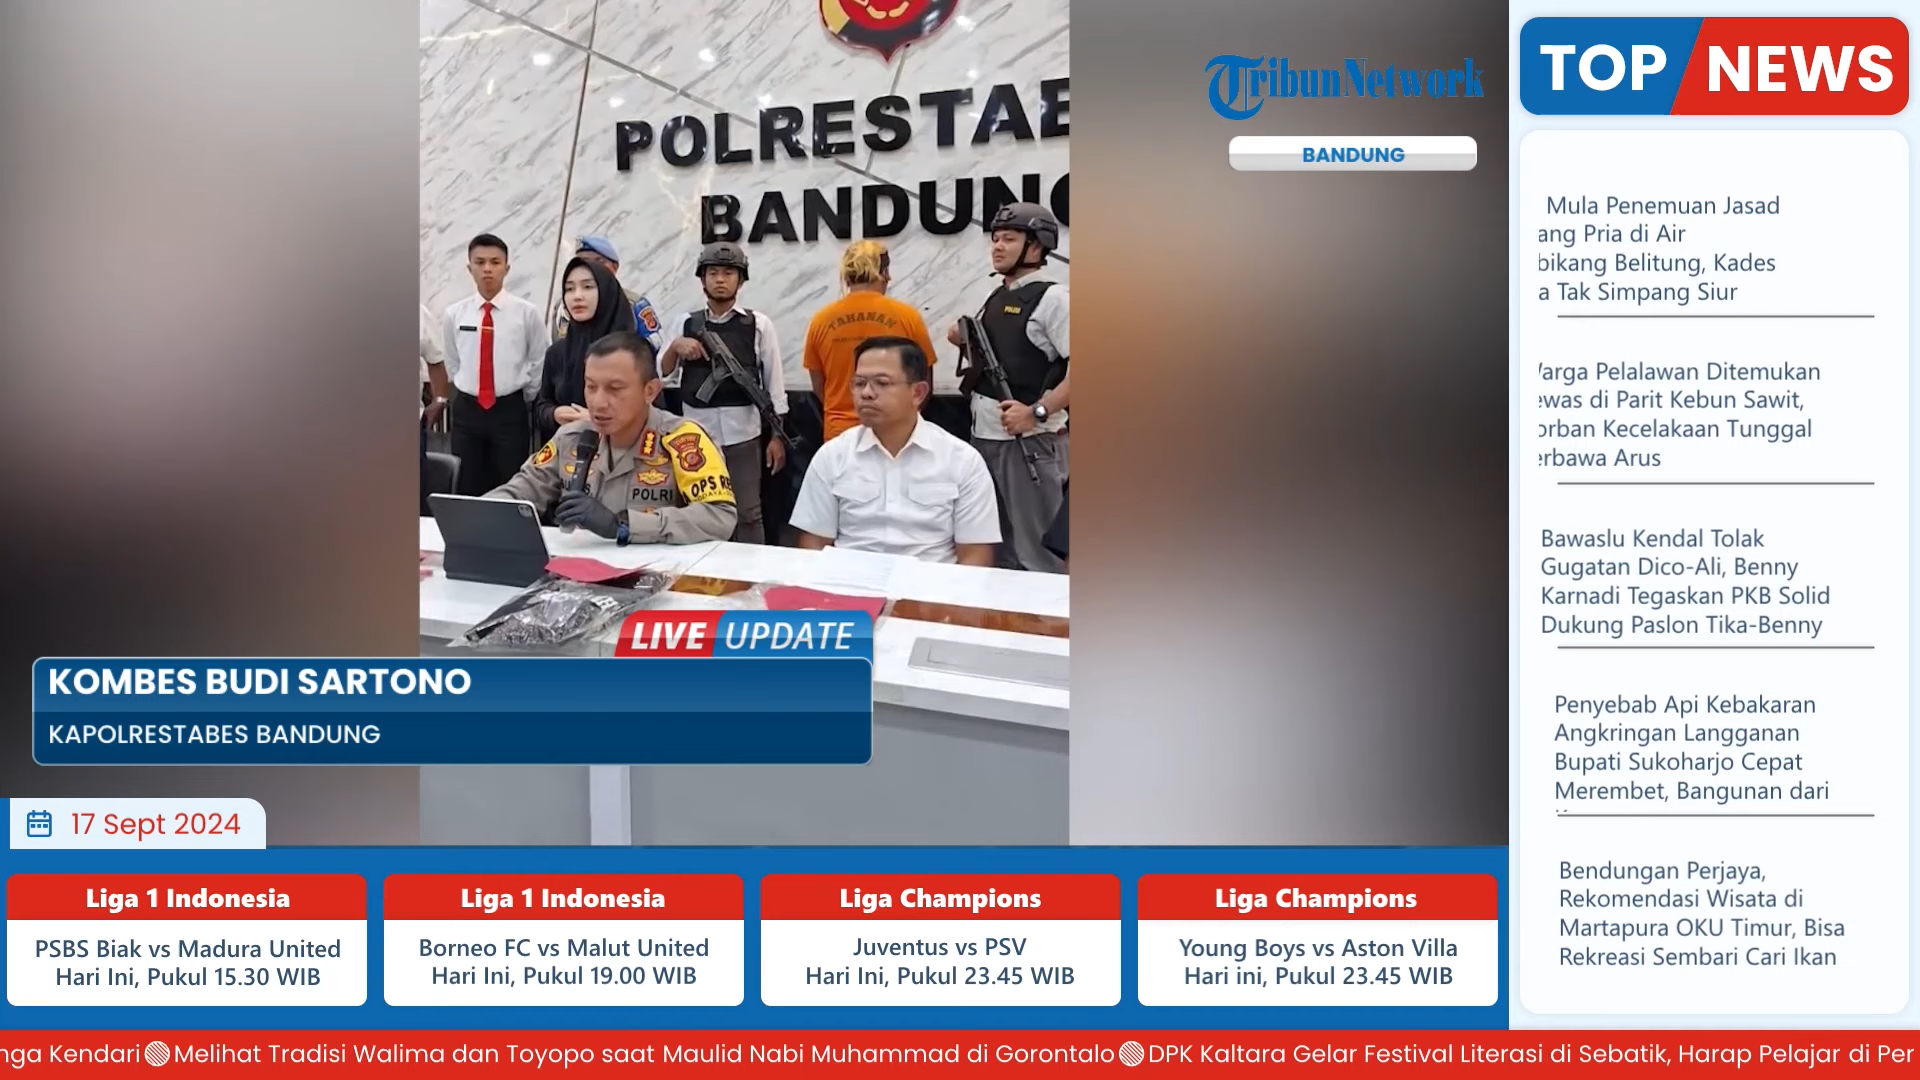 POLRESTAB
BANDUNG
TribunNetwork
BANDUNG
TAHANAN
POLISI
POLRI
OPS
LIVE UPDATE
KOMBES BUDI SARTONO
KAPOLRESTABES BANDUNG
17 Sept 2024
Liga 1 Indonesia
PSBS Biak vs Madura United
Hari Ini, Pukul 15.30 WIB
Liga 1 Indonesia
Borneo FC vs Malut United
Hari Ini, Pukul 19.00 WIB
Liga Champions
Juventus vs PSV
Hari Ini, Pukul 23.45 WIB
Liga Champions
Young Boys vs Aston Villa
Hari ini, Pukul 23.45 WIB
TOP NEWS
Mula Penemuan Jasad
ang Pria di Air
bikang Belitung, Kades
a Tak Simpang Siur
arga Pelalawan Ditemukan
ewas di Parit Kebun Sawit,
orban Kecelakaan Tunggal
erbawa Arus
Bawaslu Kendal Tolak
Gugatan Dico-Ali, Benny
Karnadi Tegaskan PKB Solid
Dukung Paslon Tika-Benny
Penyebab Api Kebakaran
Angkringan Langganan
Bupati Sukoharjo Cepat
Merembet, Bangunan dari
Bendungan Perjaya,
Rekomendasi Wisata di
Martapura OKU Timur, Bisa
Rekreasi Sembari Cari Ikan
nga Kendari Melihat Tradisi Walima dan Toyopo saat Maulid Nabi Muhammad di Gorontalo DPK Kaltara Gelar Festival Literasi di Sebatik, Harap Pelajar di Per